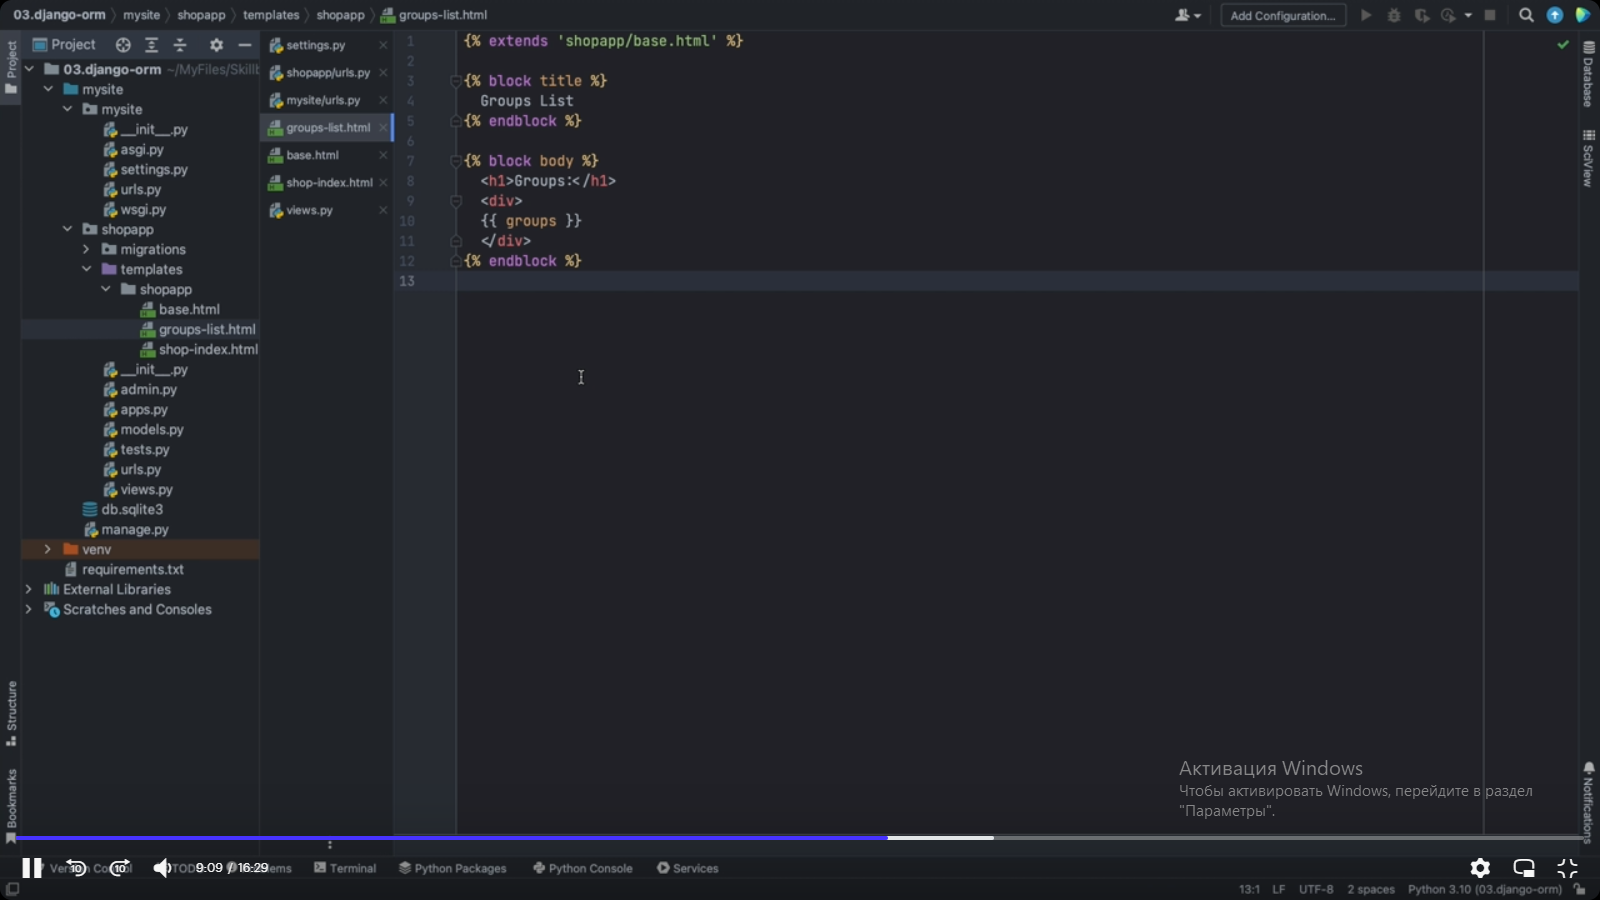 03.django-orm mysite shopapp templates shopapp groups-list.html
Add Configuration...
Project
Project
03.django-orm ~/MyFiles/Skillb
mysite
mysite
__init__.py
asgi.py
settings.py
urls.py
wsgi.py
shopapp
migrations
templates
shopapp
base.html
groups-list.html
shop-index.html
__init__.py
admin.py
apps.py
models.py
tests.py
urls.py
views.py
db.sqlite3
manage.py
venv
requirements.txt
External Libraries
Scratches and Consoles
Structure
Bookmarks
settings.py
shopapp/urls.py
mysite/urls.py
groups-list.html
base.html
shop-index.html
views.py
1 {% extends 'shopapp/base.html' %}
2
3 {% block title %}
4 Groups List
5 {% endblock %}
6
7 {% block body %}
8 <h1>Groups:</h1>
9 <div>
10 {{ groups }}
11 </div>
12 {% endblock %}
13
Database
SciView
Notifications
Активация Windows
Чтобы активировать Windows, перейдите в раздел
"Параметры".
10 10 9:09 / 16:29
Terminal Python Packages Python Console Services
13:1 LF UTF-8 2 spaces Python 3.10 (03.django-orm)